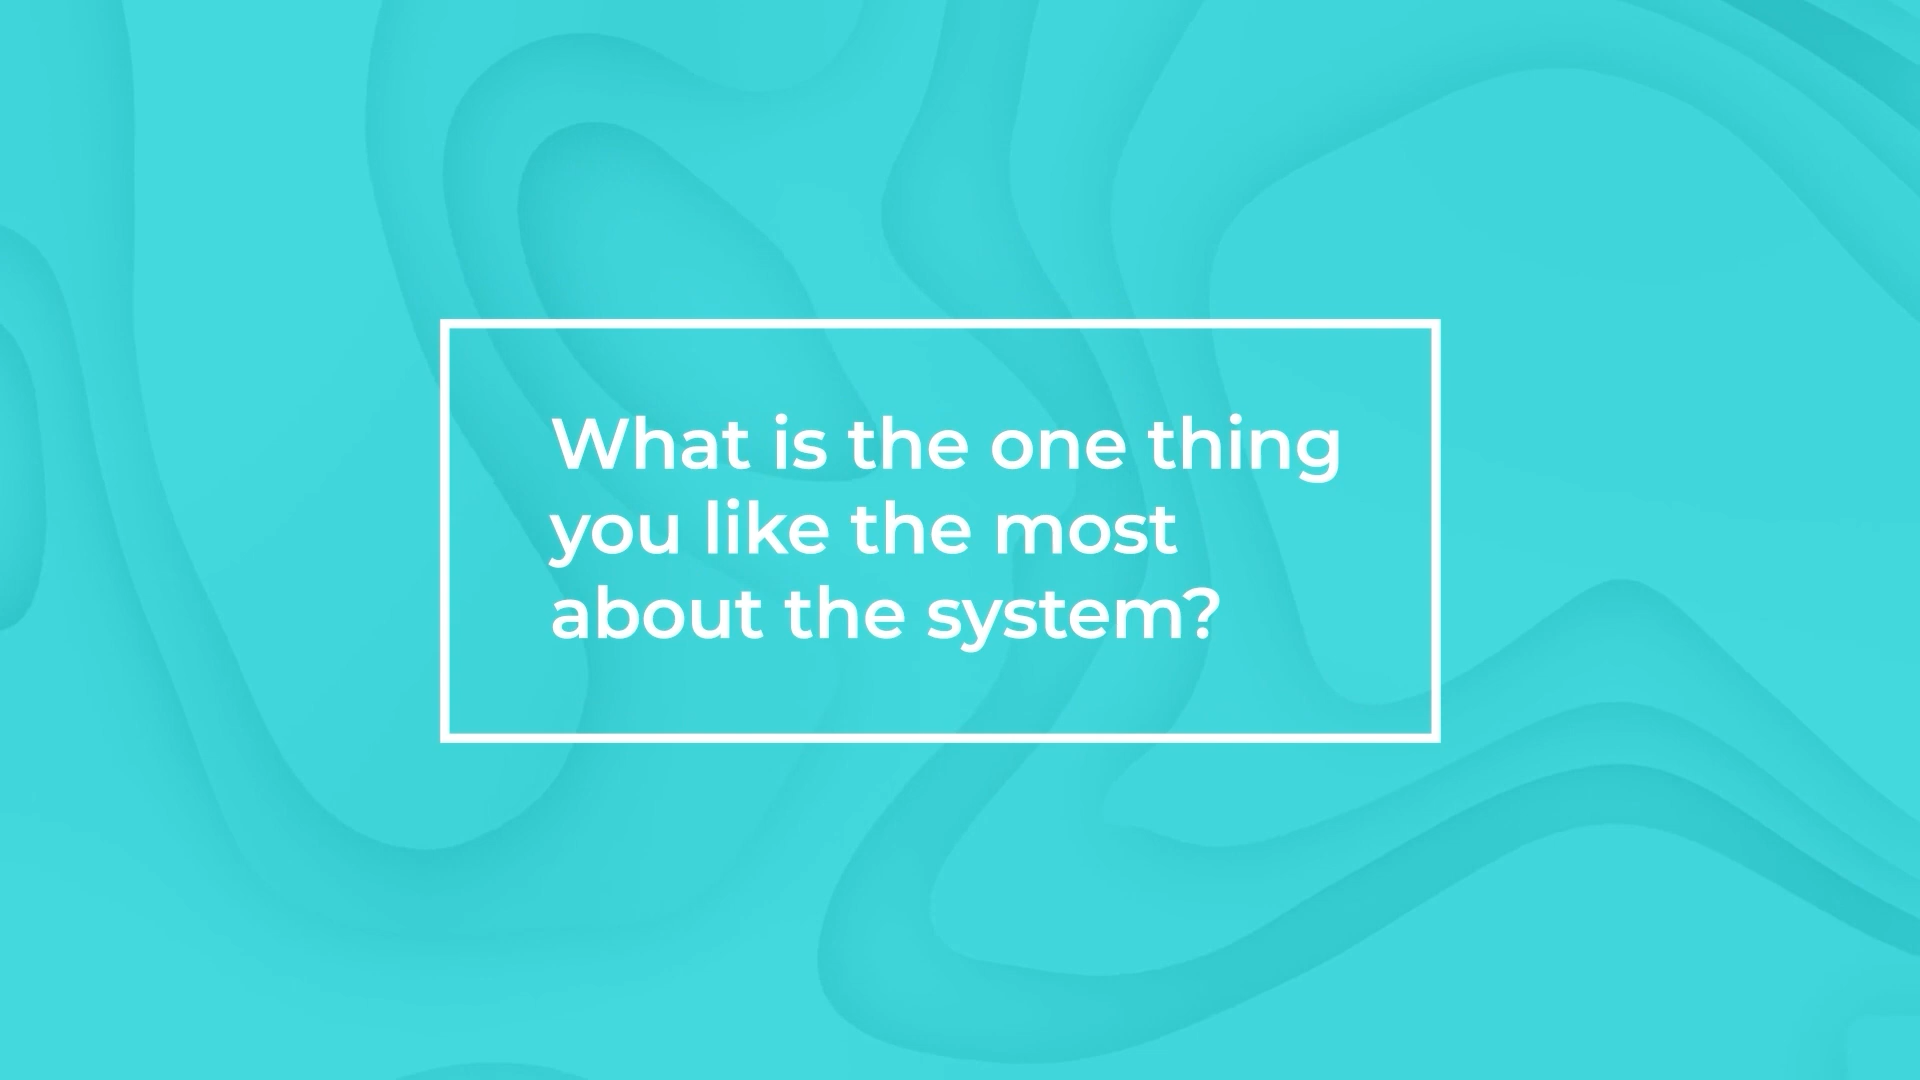 What is the one thing
you like the most
about the system?